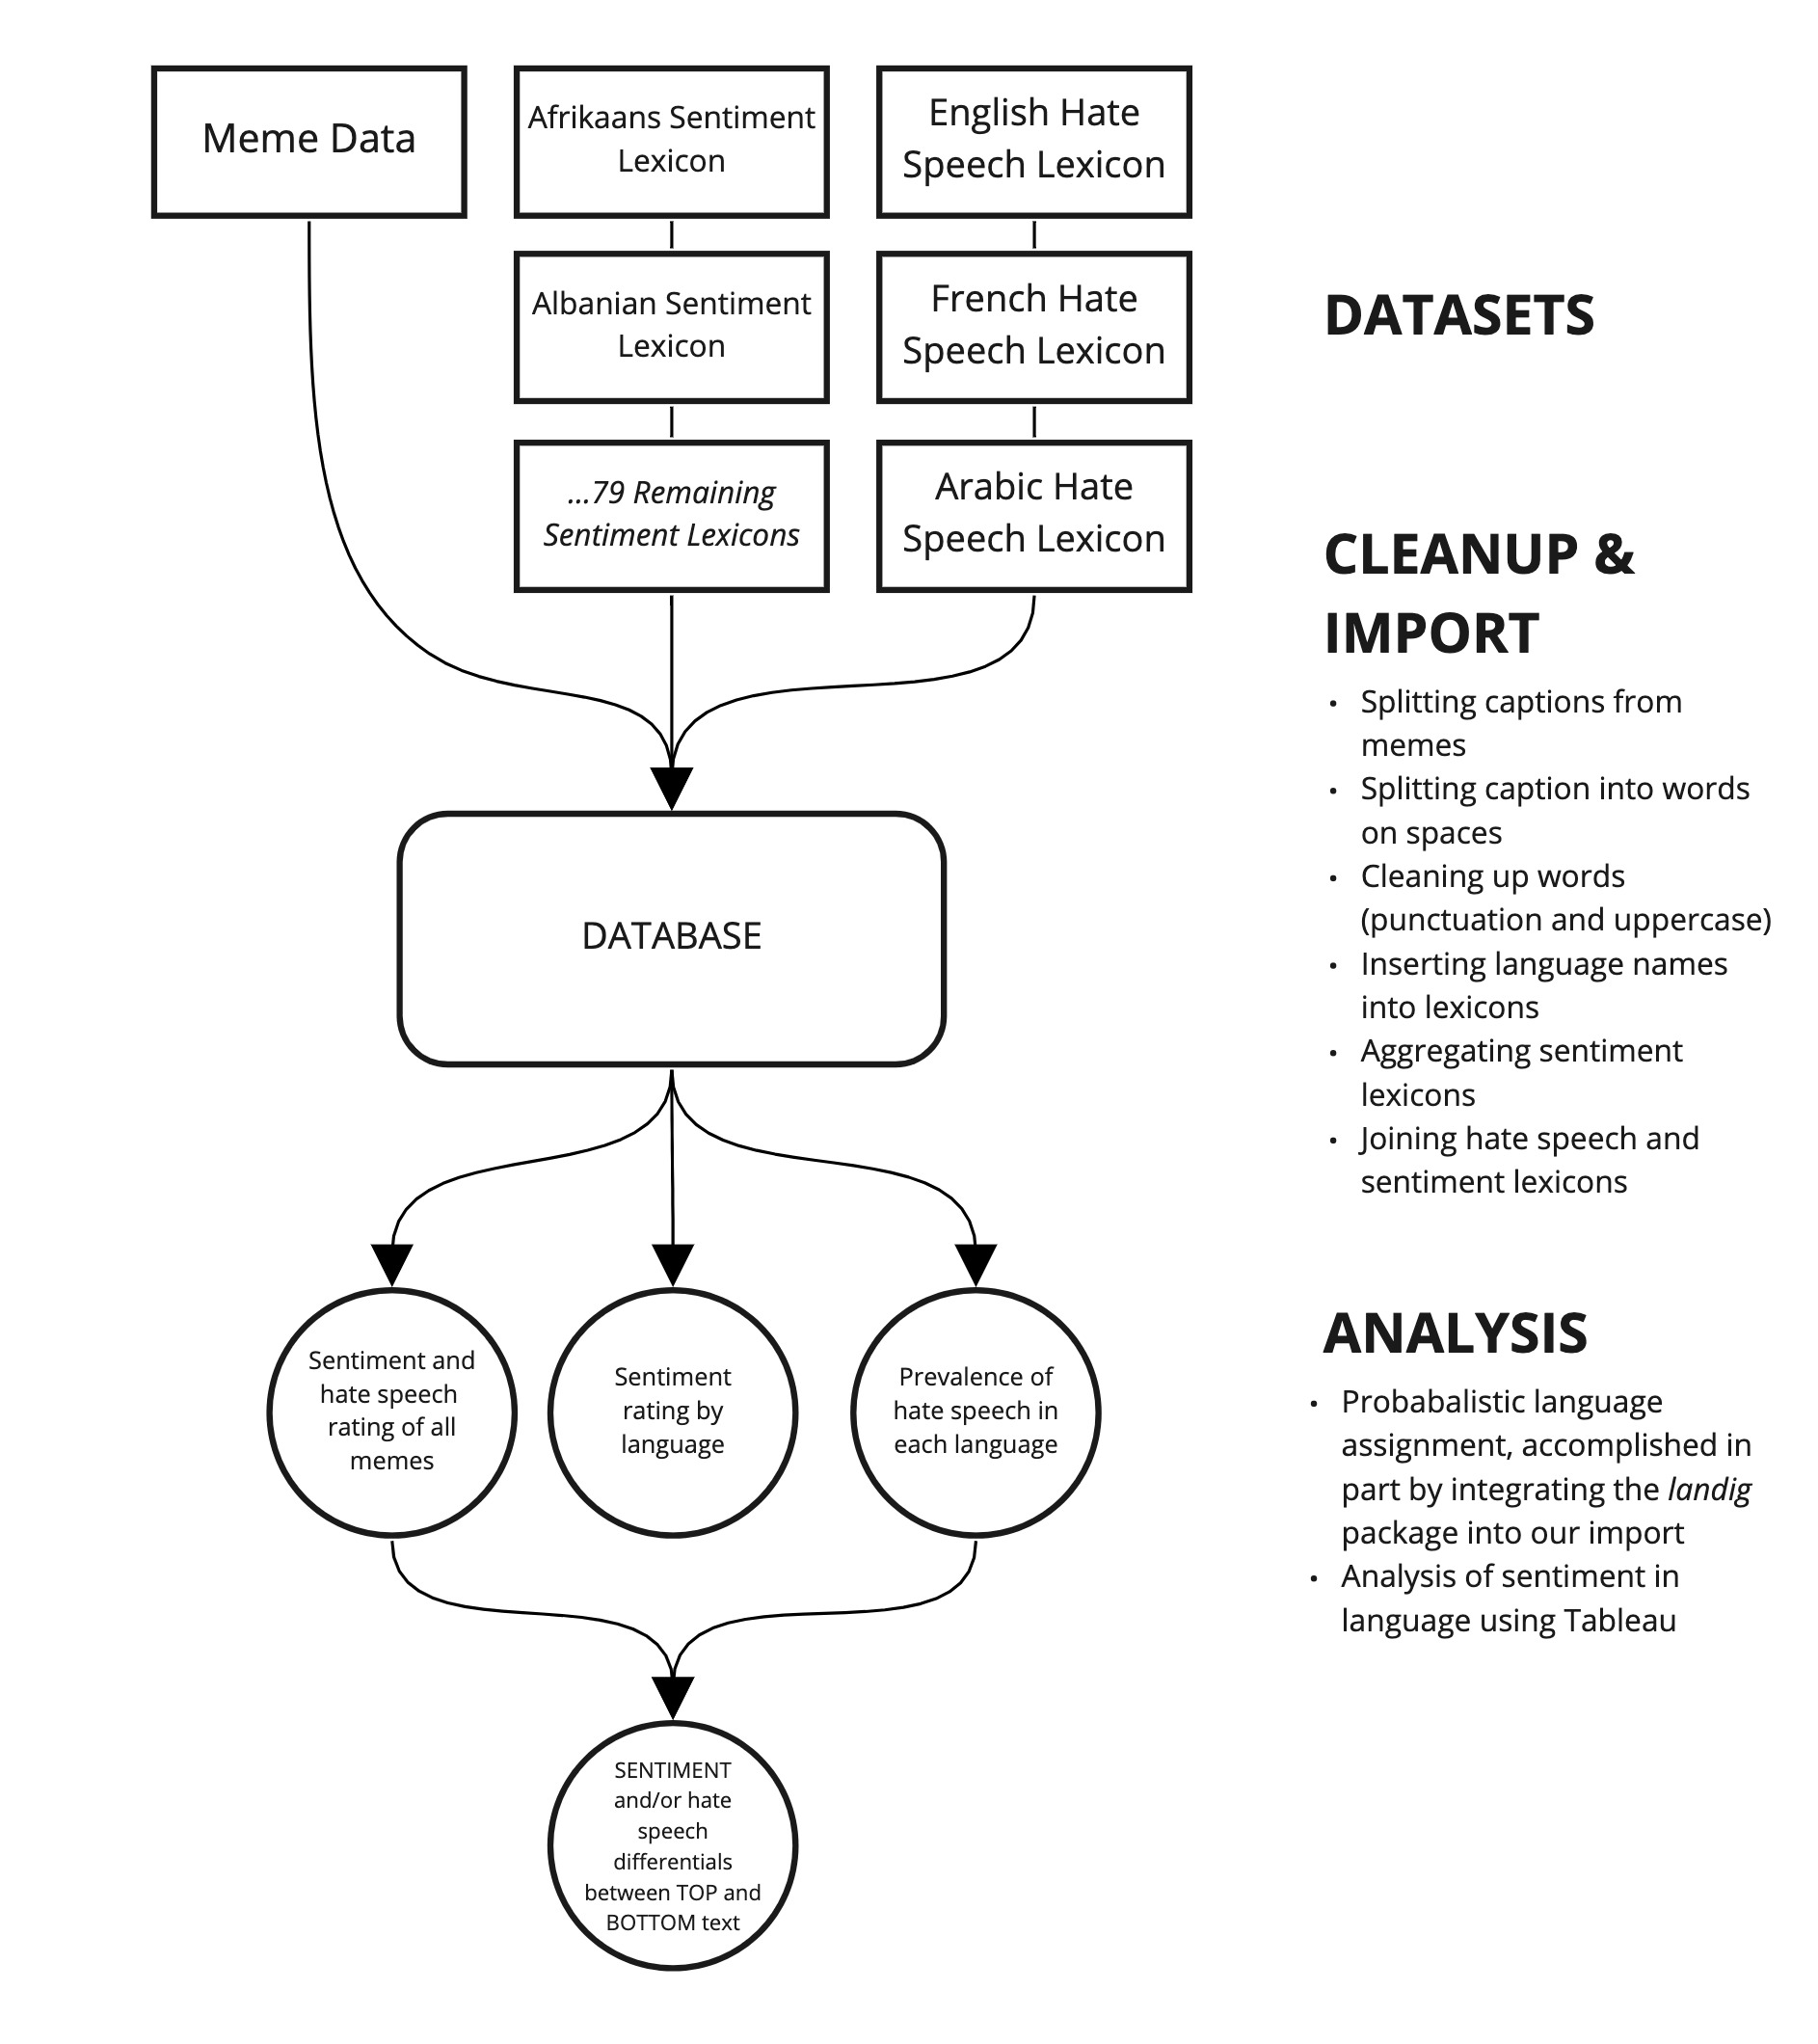 Meme Data
Afrikaans Sentiment
Lexicon
English Hate
Speech Lexicon
Albanian Sentiment
Lexicon
French Hate
Speech Lexicon
...79 Remaining
Sentiment Lexicons
Arabic Hate
Speech Lexicon
DATASETS
CLEANUP &
IMPORT
• Splitting captions from
memes
• Splitting caption into words
on spaces
• Cleaning up words
(punctuation and uppercase)
• Inserting language names
into lexicons
• Aggregating sentiment
lexicons
• Joining hate speech and
sentiment lexicons
DATABASE
Sentiment and
hate speech
rating of all
memes
Sentiment
rating by
language
Prevalence of
hate speech in
each language
ANALYSIS
• Probabalistic language
assignment, accomplished in
part by integrating the landig
package into our import
• Analysis of sentiment in
language using Tableau
SENTIMENT
and/or hate
speech
differentials
between TOP and
BOTTOM text